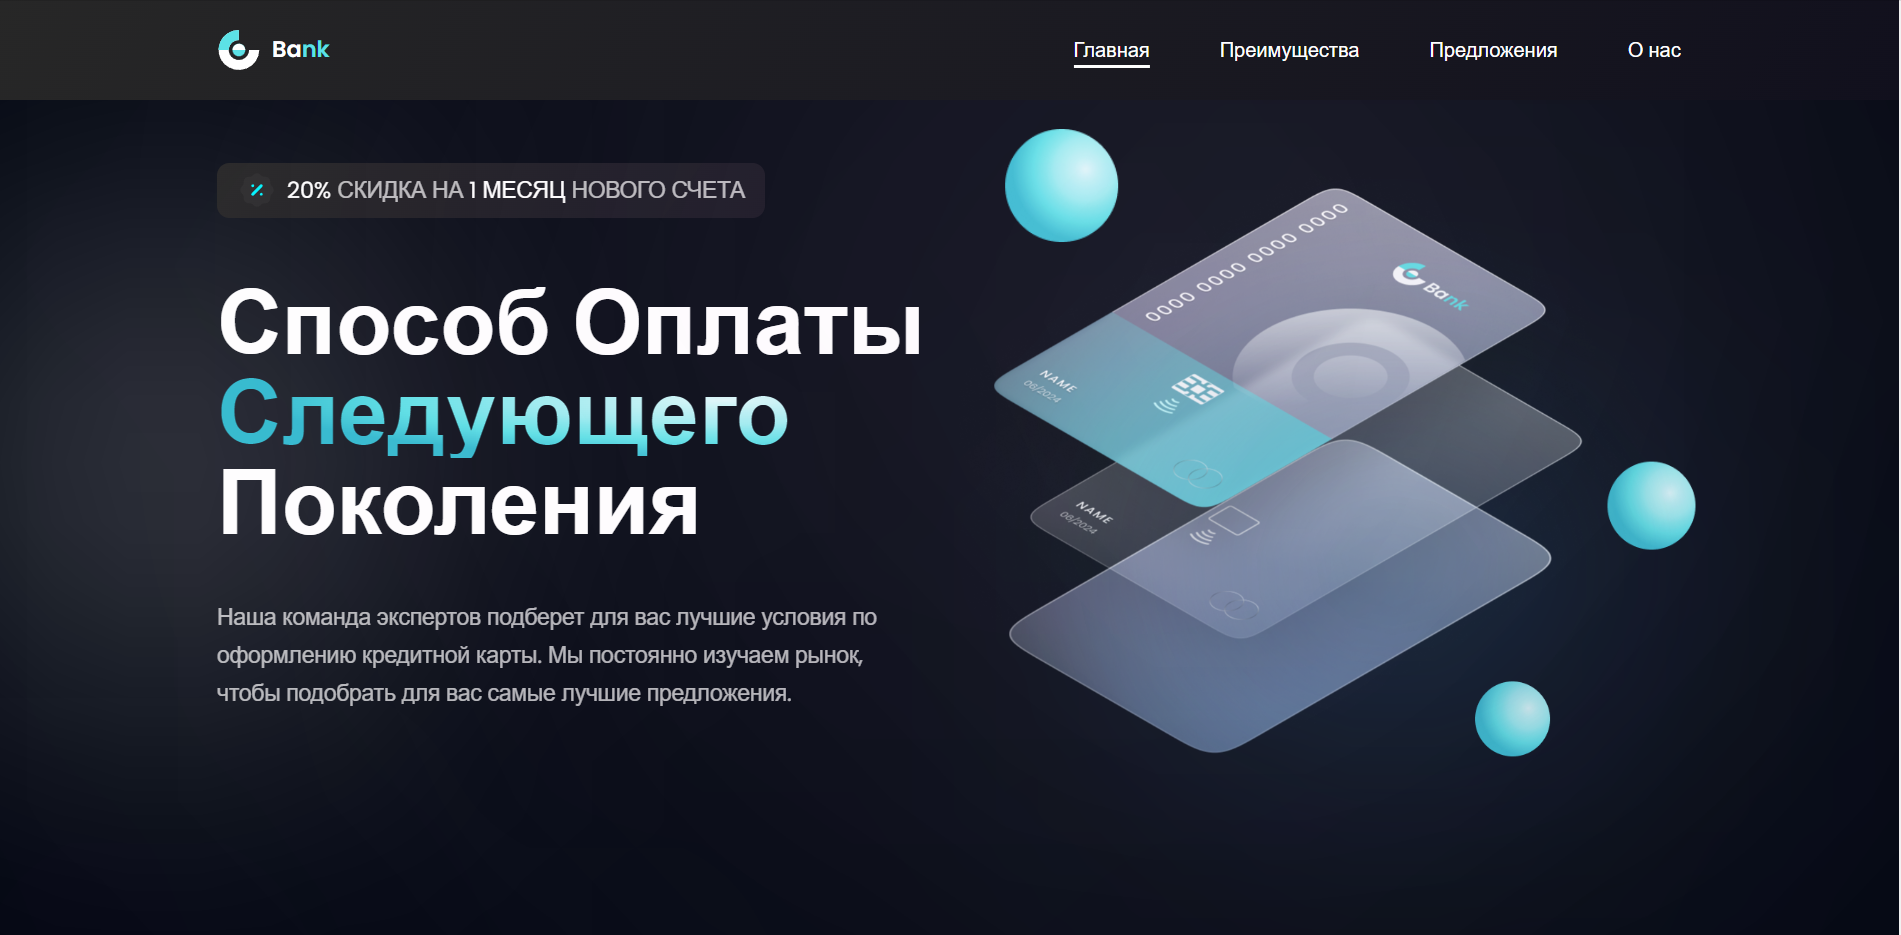 Bank
Главная Преимущества Предложения О нас
20% СКИДКА НА 1 МЕСЯЦ НОВОГО СЧЕТА
Способ Оплаты
Следующего
Поколения
Наша команда экспертов подберет для вас лучшие условия по
оформлению кредитной карты. Мы постоянно изучаем рынок,
чтобы подобрать для вас самые лучшие предложения.
0000 0000 0000 0000
Bank
NAME
06/2024
NAME
06/2024